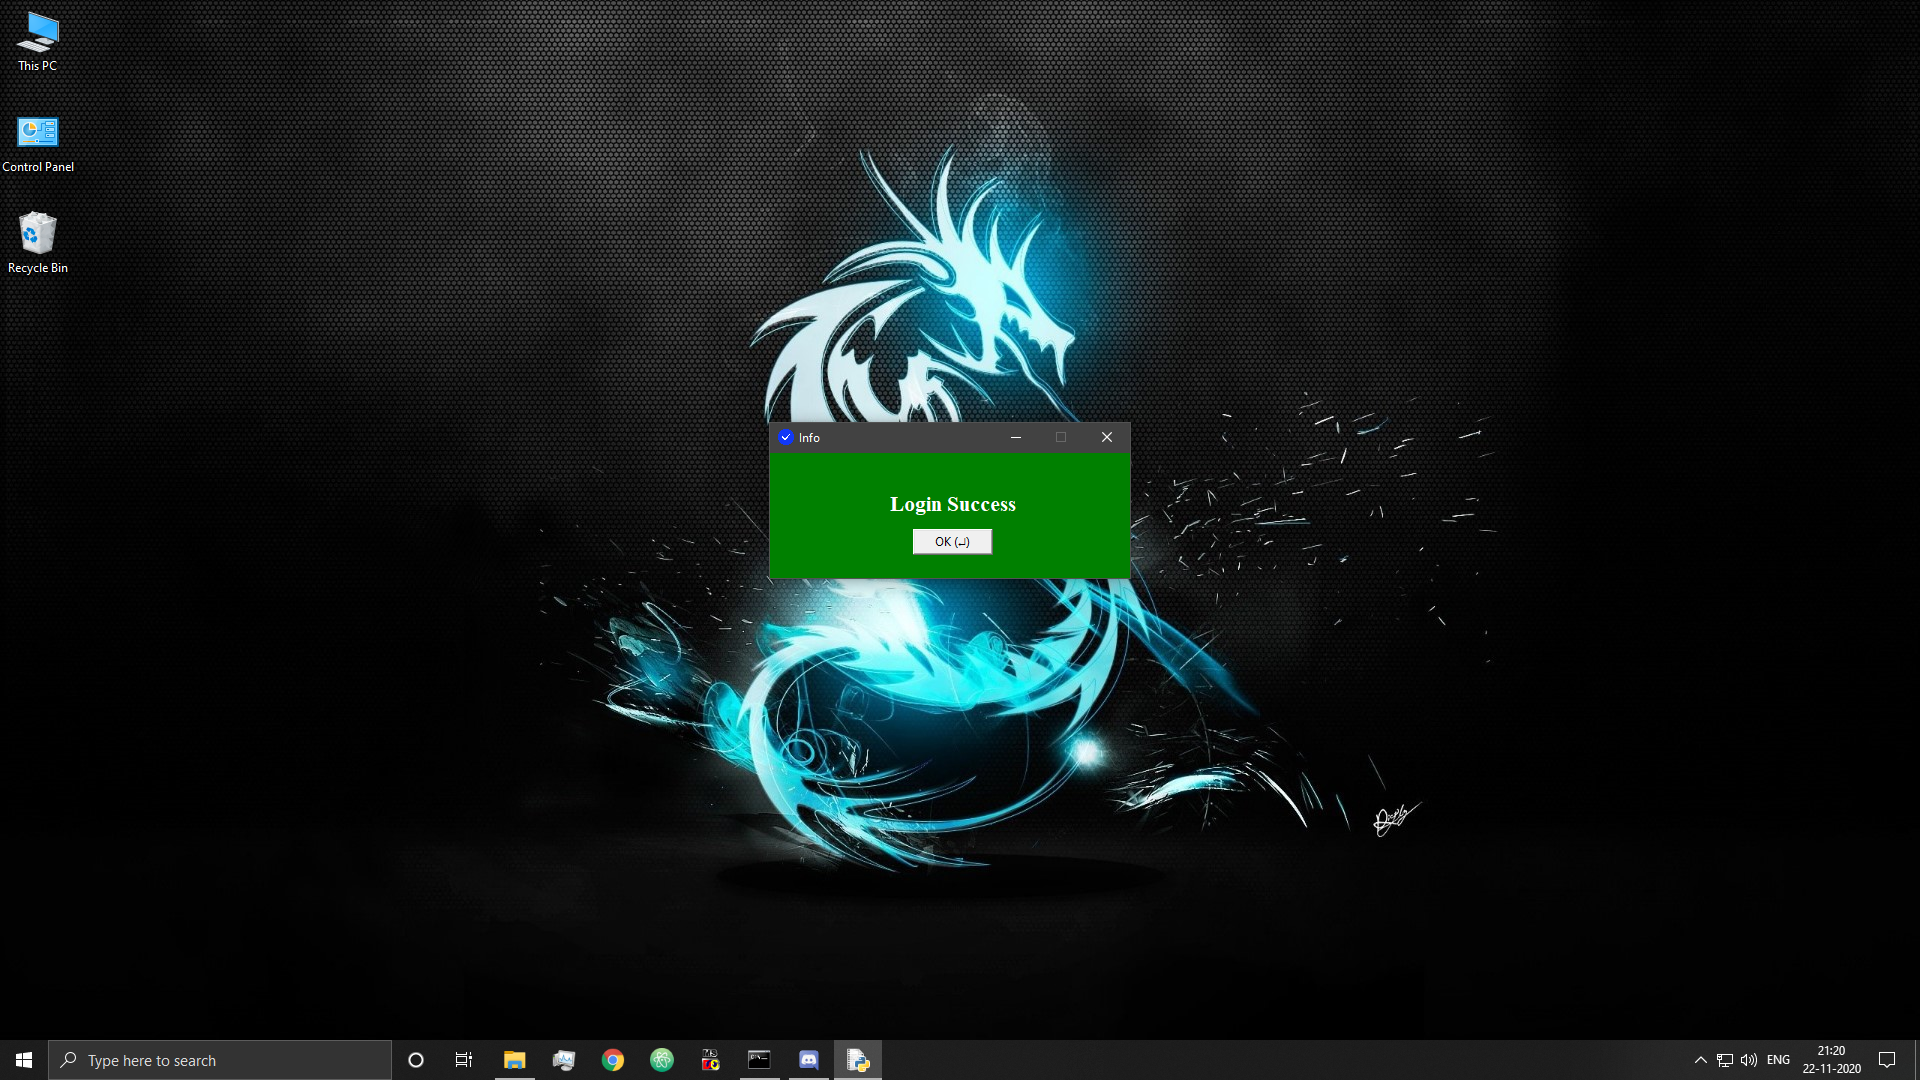 This PC
Control Panel
Recycle Bin
Info
Login Success
OK (↵)
Type here to search
ENG
21:20
22-11-2020